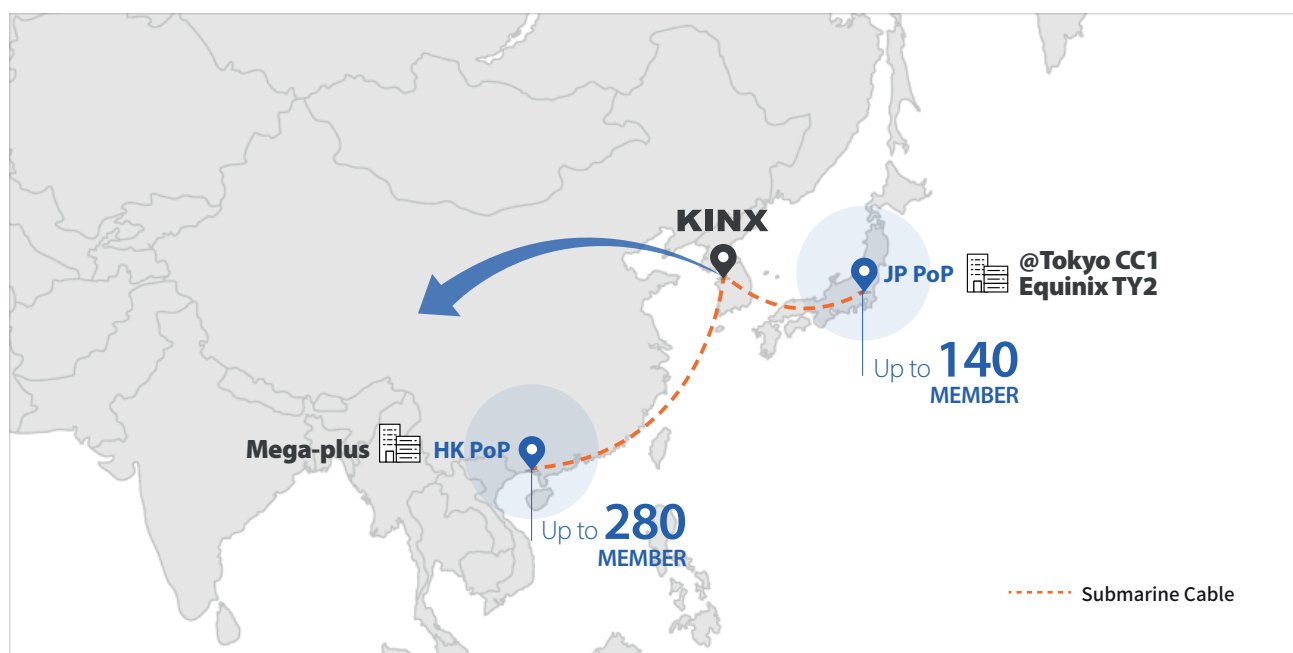 KINX
JP PoP
@Tokyo CC1
Equinix TY2
Up to 140
MEMBER
Mega-plus
HK PoP
Up to 280
MEMBER
Submarine Cable